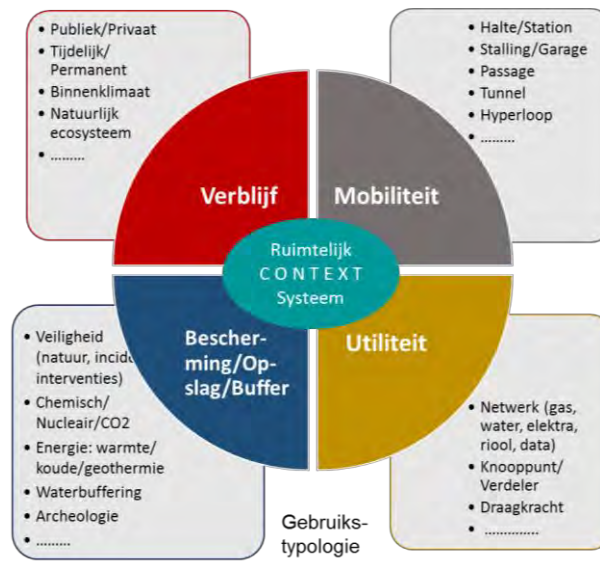 • Publiek/Privaat
• Tijdelijk/
Permanent
• Binnenklimaat
• Natuurlijk
ecosysteem
• .........
• Halte/Station
• Stalling/Garage
• Passage
• Tunnel
• Hyperloop
• .........
Verblijf
Mobiliteit
Ruimtelijk
CONTEXT
Systeem
Bescher-
ming/Op-
slag/Buffer
Utiliteit
• Veiligheid
(natuur,
interventies)
• Chemisch/
Nucleair/CO2
• Energie: warmte/
koude/geothermie
• Waterbuffering
• Archeologie
• .........
• Netwerk (gas,
water, elektra,
riool, data)
• Knooppunt/
Verdeler
• Draagkracht
• ..............
Gebruiks-
typologie